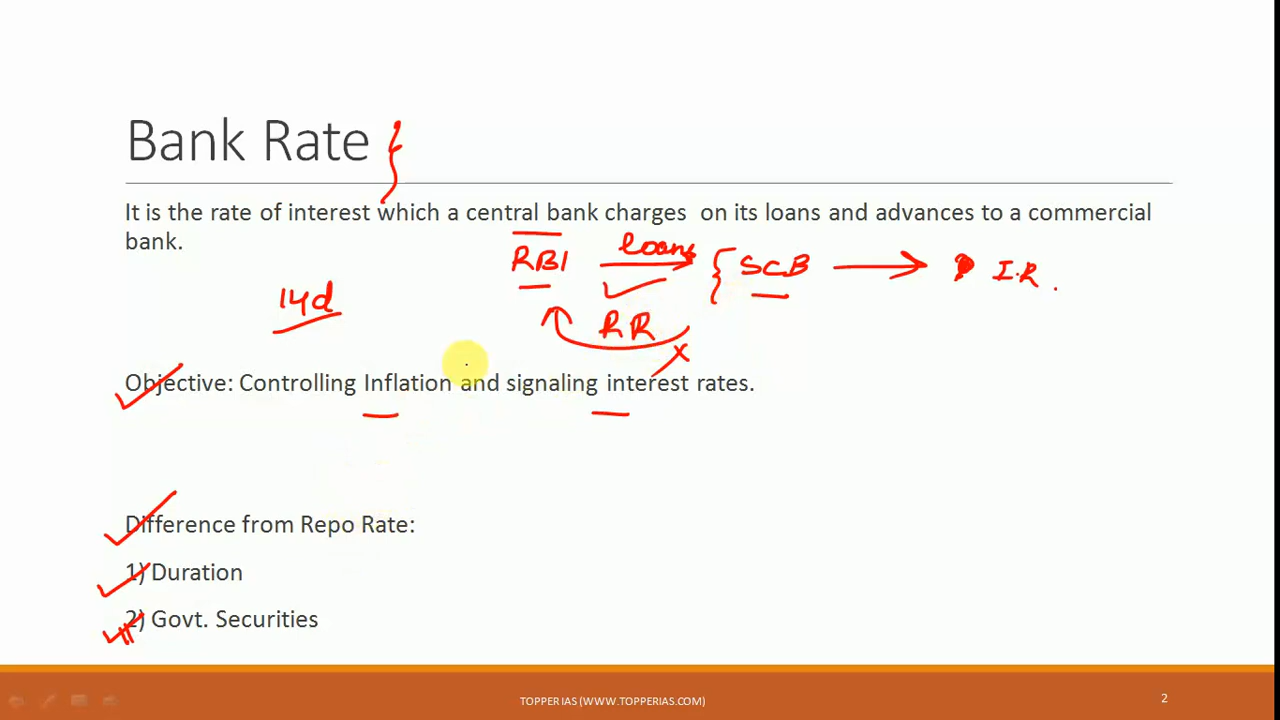 Bank Rate
It is the rate of interest which a central bank charges on its loans and advances to a commercial
bank.
RBI loans SCB I.R.
14d
RR
Objective: Controlling Inflation and signaling interest rates.
Difference from Repo Rate:
1) Duration
2) Govt. Securities
TOPPER IAS (WWW.TOPPERIAS.COM)
2